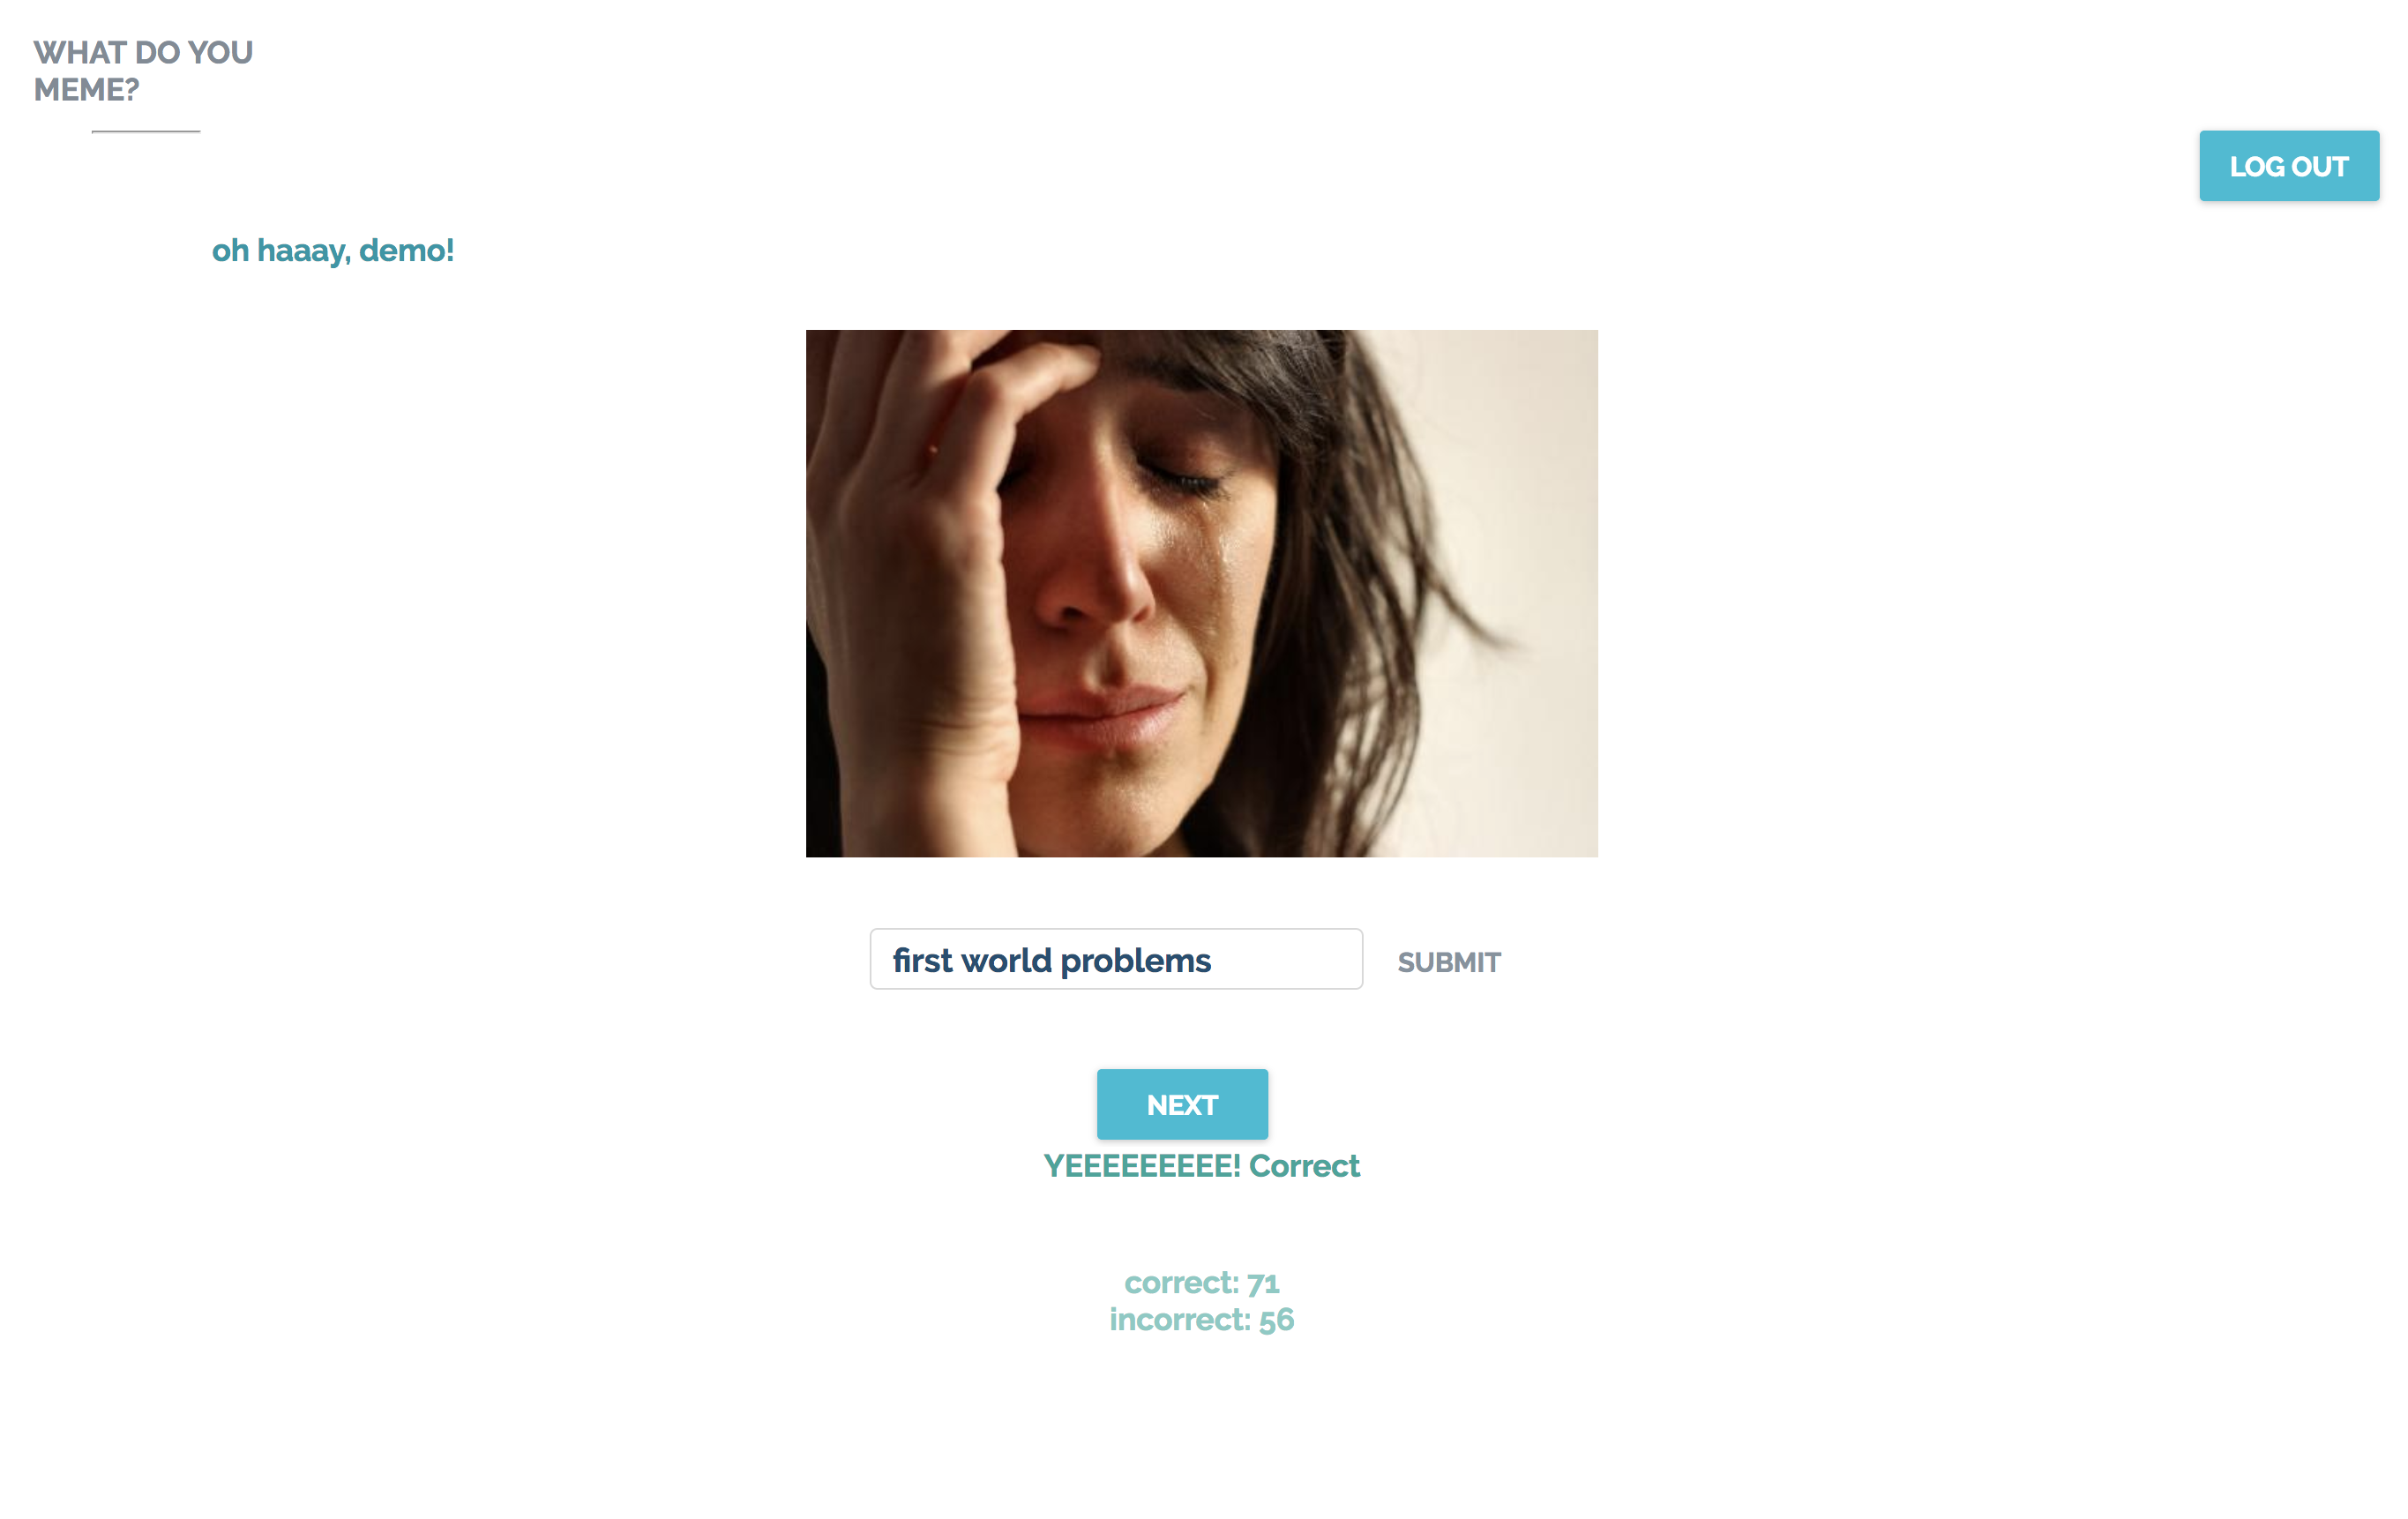 WHAT DO YOU
MEME?
LOG OUT
oh haaay, demo!
first world problems
SUBMIT
NEXT
YEEEEEEEEE! Correct
correct: 71
incorrect: 56